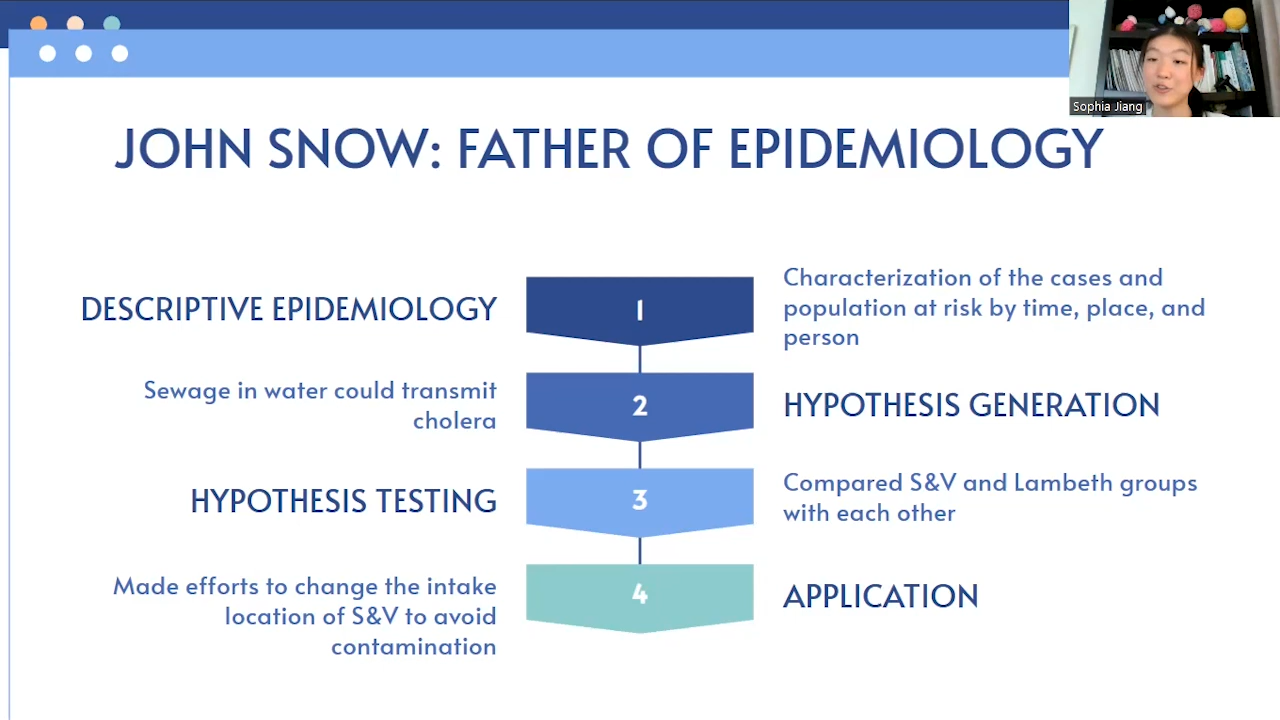 Sophia Jiang
JOHN SNOW: FATHER OF EPIDEMIOLOGY
DESCRIPTIVE EPIDEMIOLOGY
1
Characterization of the cases and
population at risk by time, place, and
person
Sewage in water could transmit
cholera
2
HYPOTHESIS GENERATION
HYPOTHESIS TESTING
3
Compared S&V and Lambeth groups
with each other
Made efforts to change the intake
location of S&V to avoid
contamination
4
APPLICATION